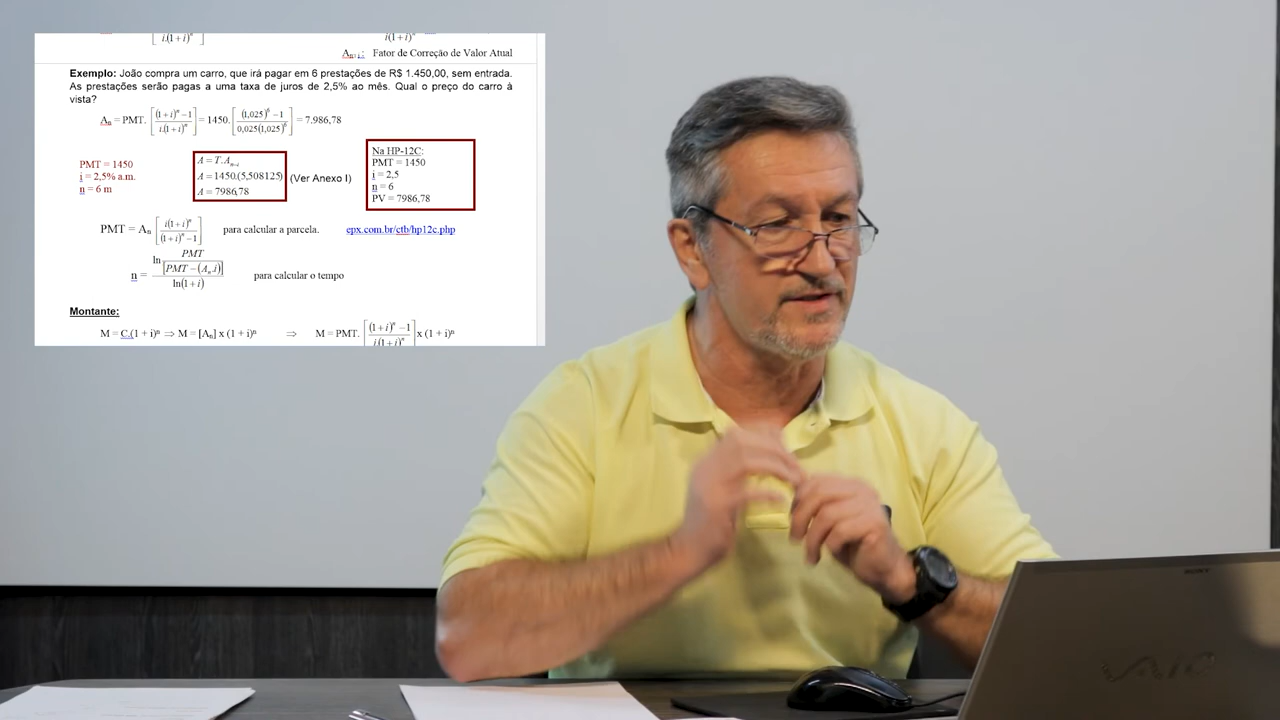 [i.(1+i)ⁿ] i(1+i)ⁿ
Aₙ¬ᵢ: Fator de Correção de Valor Atual
Exemplo: João compra um carro, que irá pagar em 6 prestações de R$ 1.450,00, sem entrada.
As prestações serão pagas a uma taxa de juros de 2,5% ao mês. Qual o preço do carro à
vista?
Aₙ = PMT. [((1+i)ⁿ −1)/(i.(1+i)ⁿ)] = 1450. [((1,025)⁶ −1)/(0,025(1,025)⁶)] = 7.986,78
PMT = 1450
i = 2,5% a.m.
n = 6 m
A = T.Aₙ¬ᵢ
A = 1450.(5,508125)
A = 7986,78
(Ver Anexo I)
Na HP-12C:
PMT = 1450
i = 2,5
n = 6
PV = 7986,78
PMT = Aₙ [i(1+i)ⁿ/((1+i)ⁿ −1)] para calcular a parcela. epx.com.br/ctb/hp12c.php
n = ln (PMT/[PMT − (Aₙ.i)])/ln(1+i) para calcular o tempo
Montante:
M = C.(1 + i)ⁿ ⇒ M = [Aₙ] x (1 + i)ⁿ ⇒ M = PMT. [((1+i)ⁿ −1)/(i.(1+i)ⁿ)] x (1 + i)ⁿ
SONY
VAIO